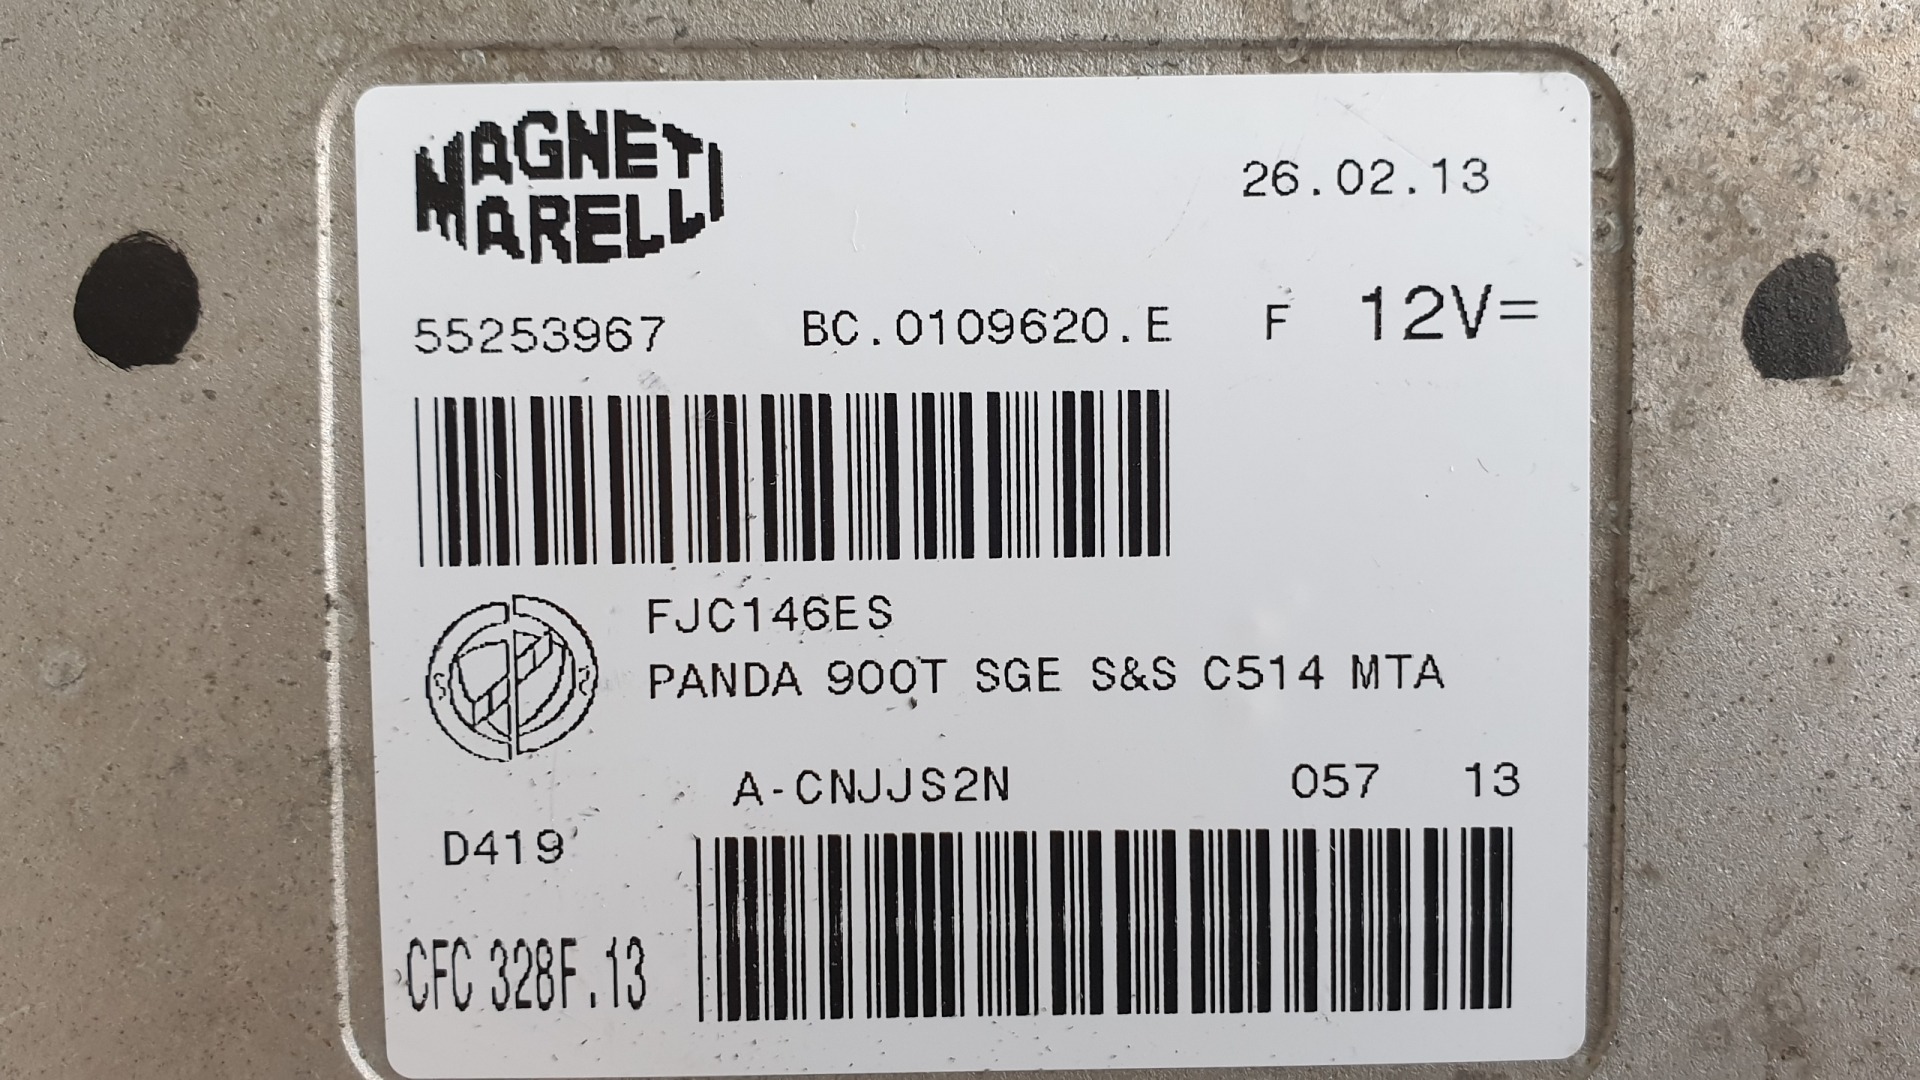 MAGNETI
MARELLI
26.02.13
55253967 BC.0109620.E F 12V=
FJC146ES
PANDA 900T SGE S&S C514 MTA
A-CNJJS2N 057 13
D419
CFC 328F.13